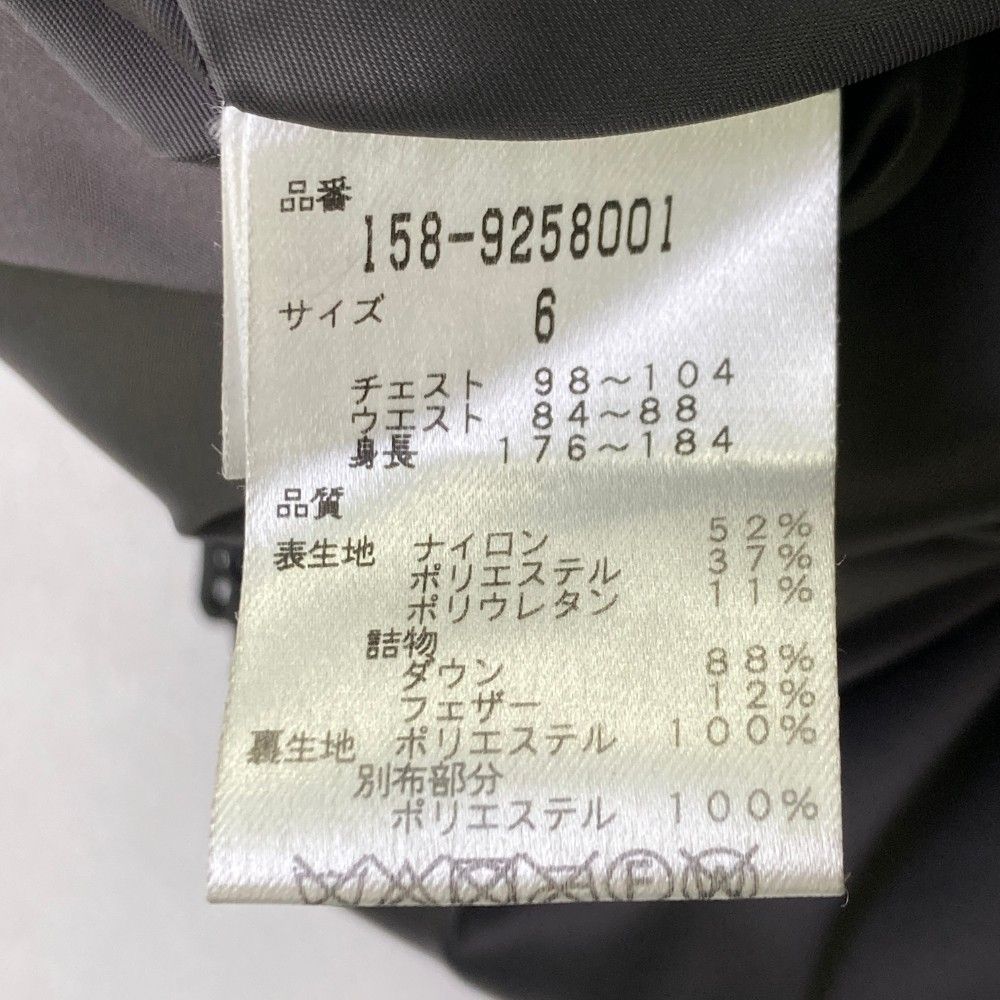 品番
158-9258001
サイズ 6
チェスト 98～104
ウエスト 84～88
身長 176～184
品質
表生地 ナイロン 52%
ポリエステル 37%
ポリウレタン 11%
詰物
ダウン 88%
フェザー 12%
裏生地 ポリエステル 100%
別布部分
ポリエステル 100%
F W